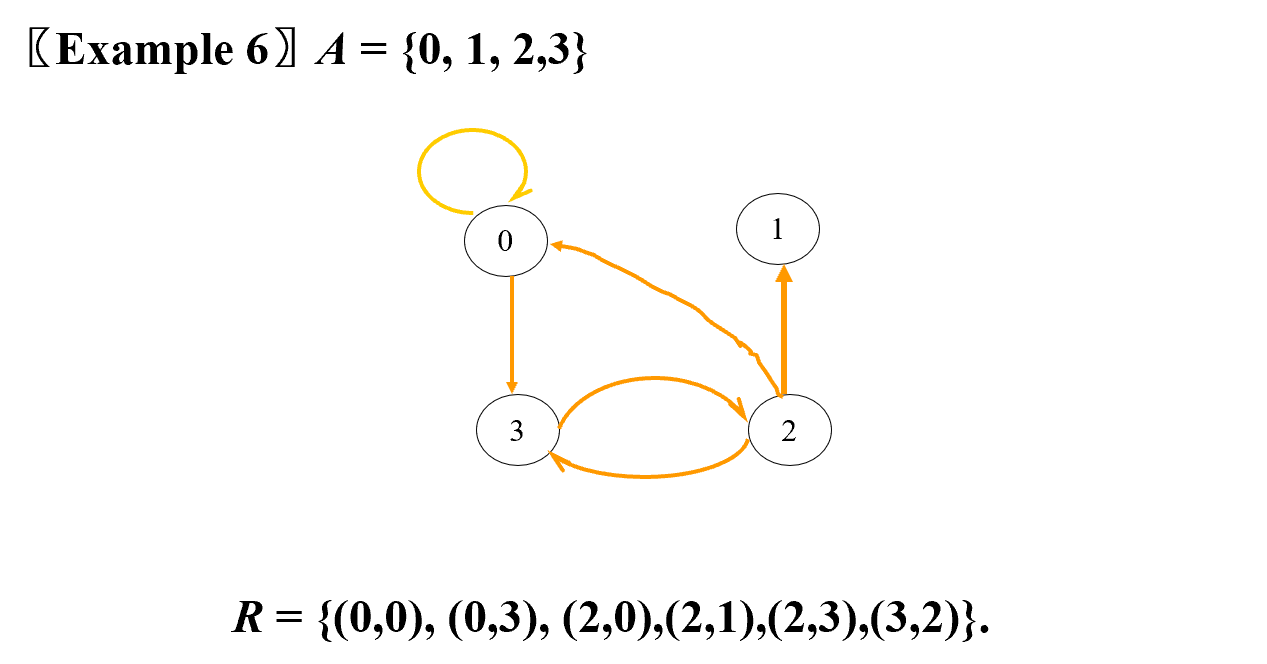 〖Example 6〗 A = {0, 1, 2,3}
0
1
3
2
R = {(0,0), (0,3), (2,0),(2,1),(2,3),(3,2)}.